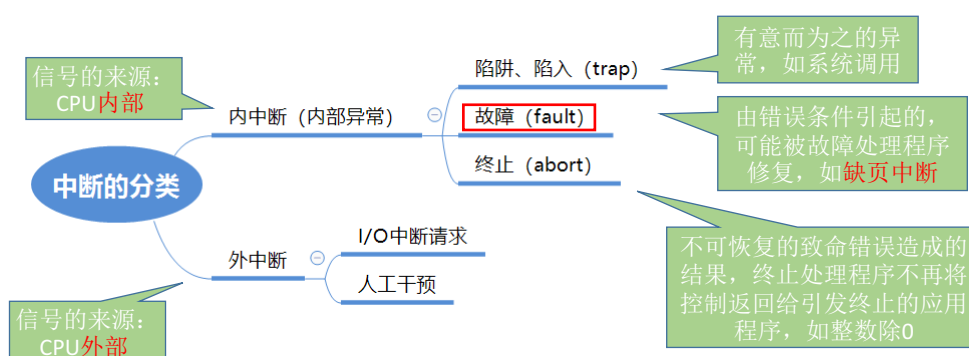 有意而为之的异
常，如系统调用
陷阱、陷入（trap）
信号的来源：
CPU内部
内中断（内部异常）
故障（fault）
由错误条件引起的，
可能被故障处理程序
修复，如缺页中断
终止（abort）
中断的分类
I/O中断请求
外中断
人工干预
不可恢复的致命错误造成的
结果，终止处理程序不再将
控制返回给引发终止的应用
程序，如整数除0
信号的来源：
CPU外部